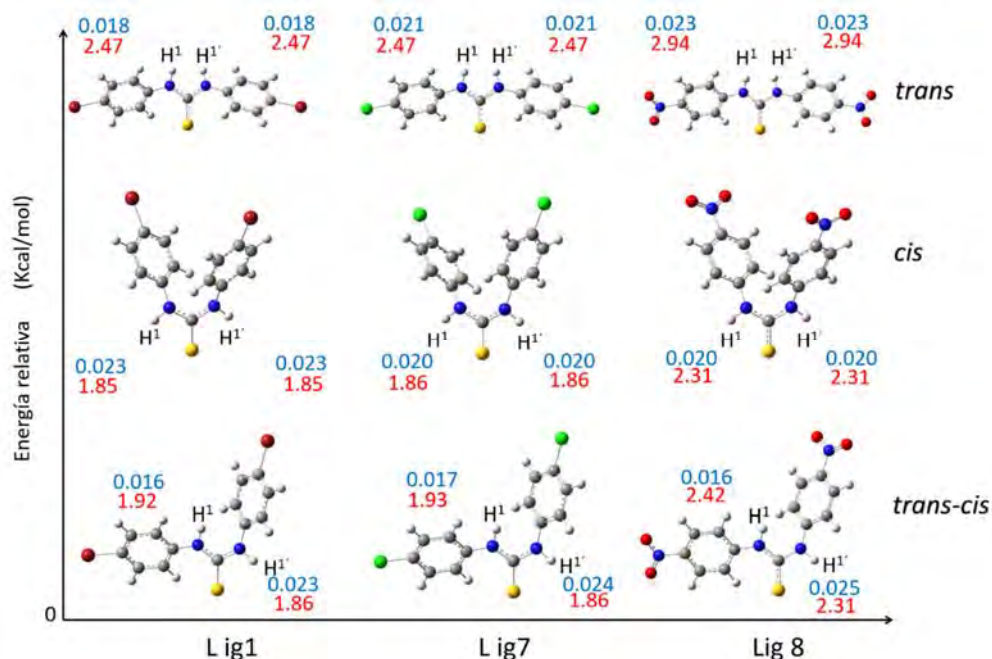 0.018 0.018 0.021 0.021 0.023 0.023
2.47 2.47 2.47 2.47 2.94 2.94
H¹ H¹' H¹ H¹' H¹ H¹'
trans
cis
H¹ H¹' H¹ H¹' H¹ H¹'
0.023 0.023 0.020 0.020 0.020 0.020
1.85 1.85 1.86 1.86 2.31 2.31
Energía relativa (Kcal/mol)
0.016 0.017 0.016
1.92 1.93 2.42
trans-cis
H¹ H¹ H¹
H¹' H¹' H¹'
0.023 0.024 0.025
1.86 1.86 2.31
0
L ig1 L ig7 Lig 8